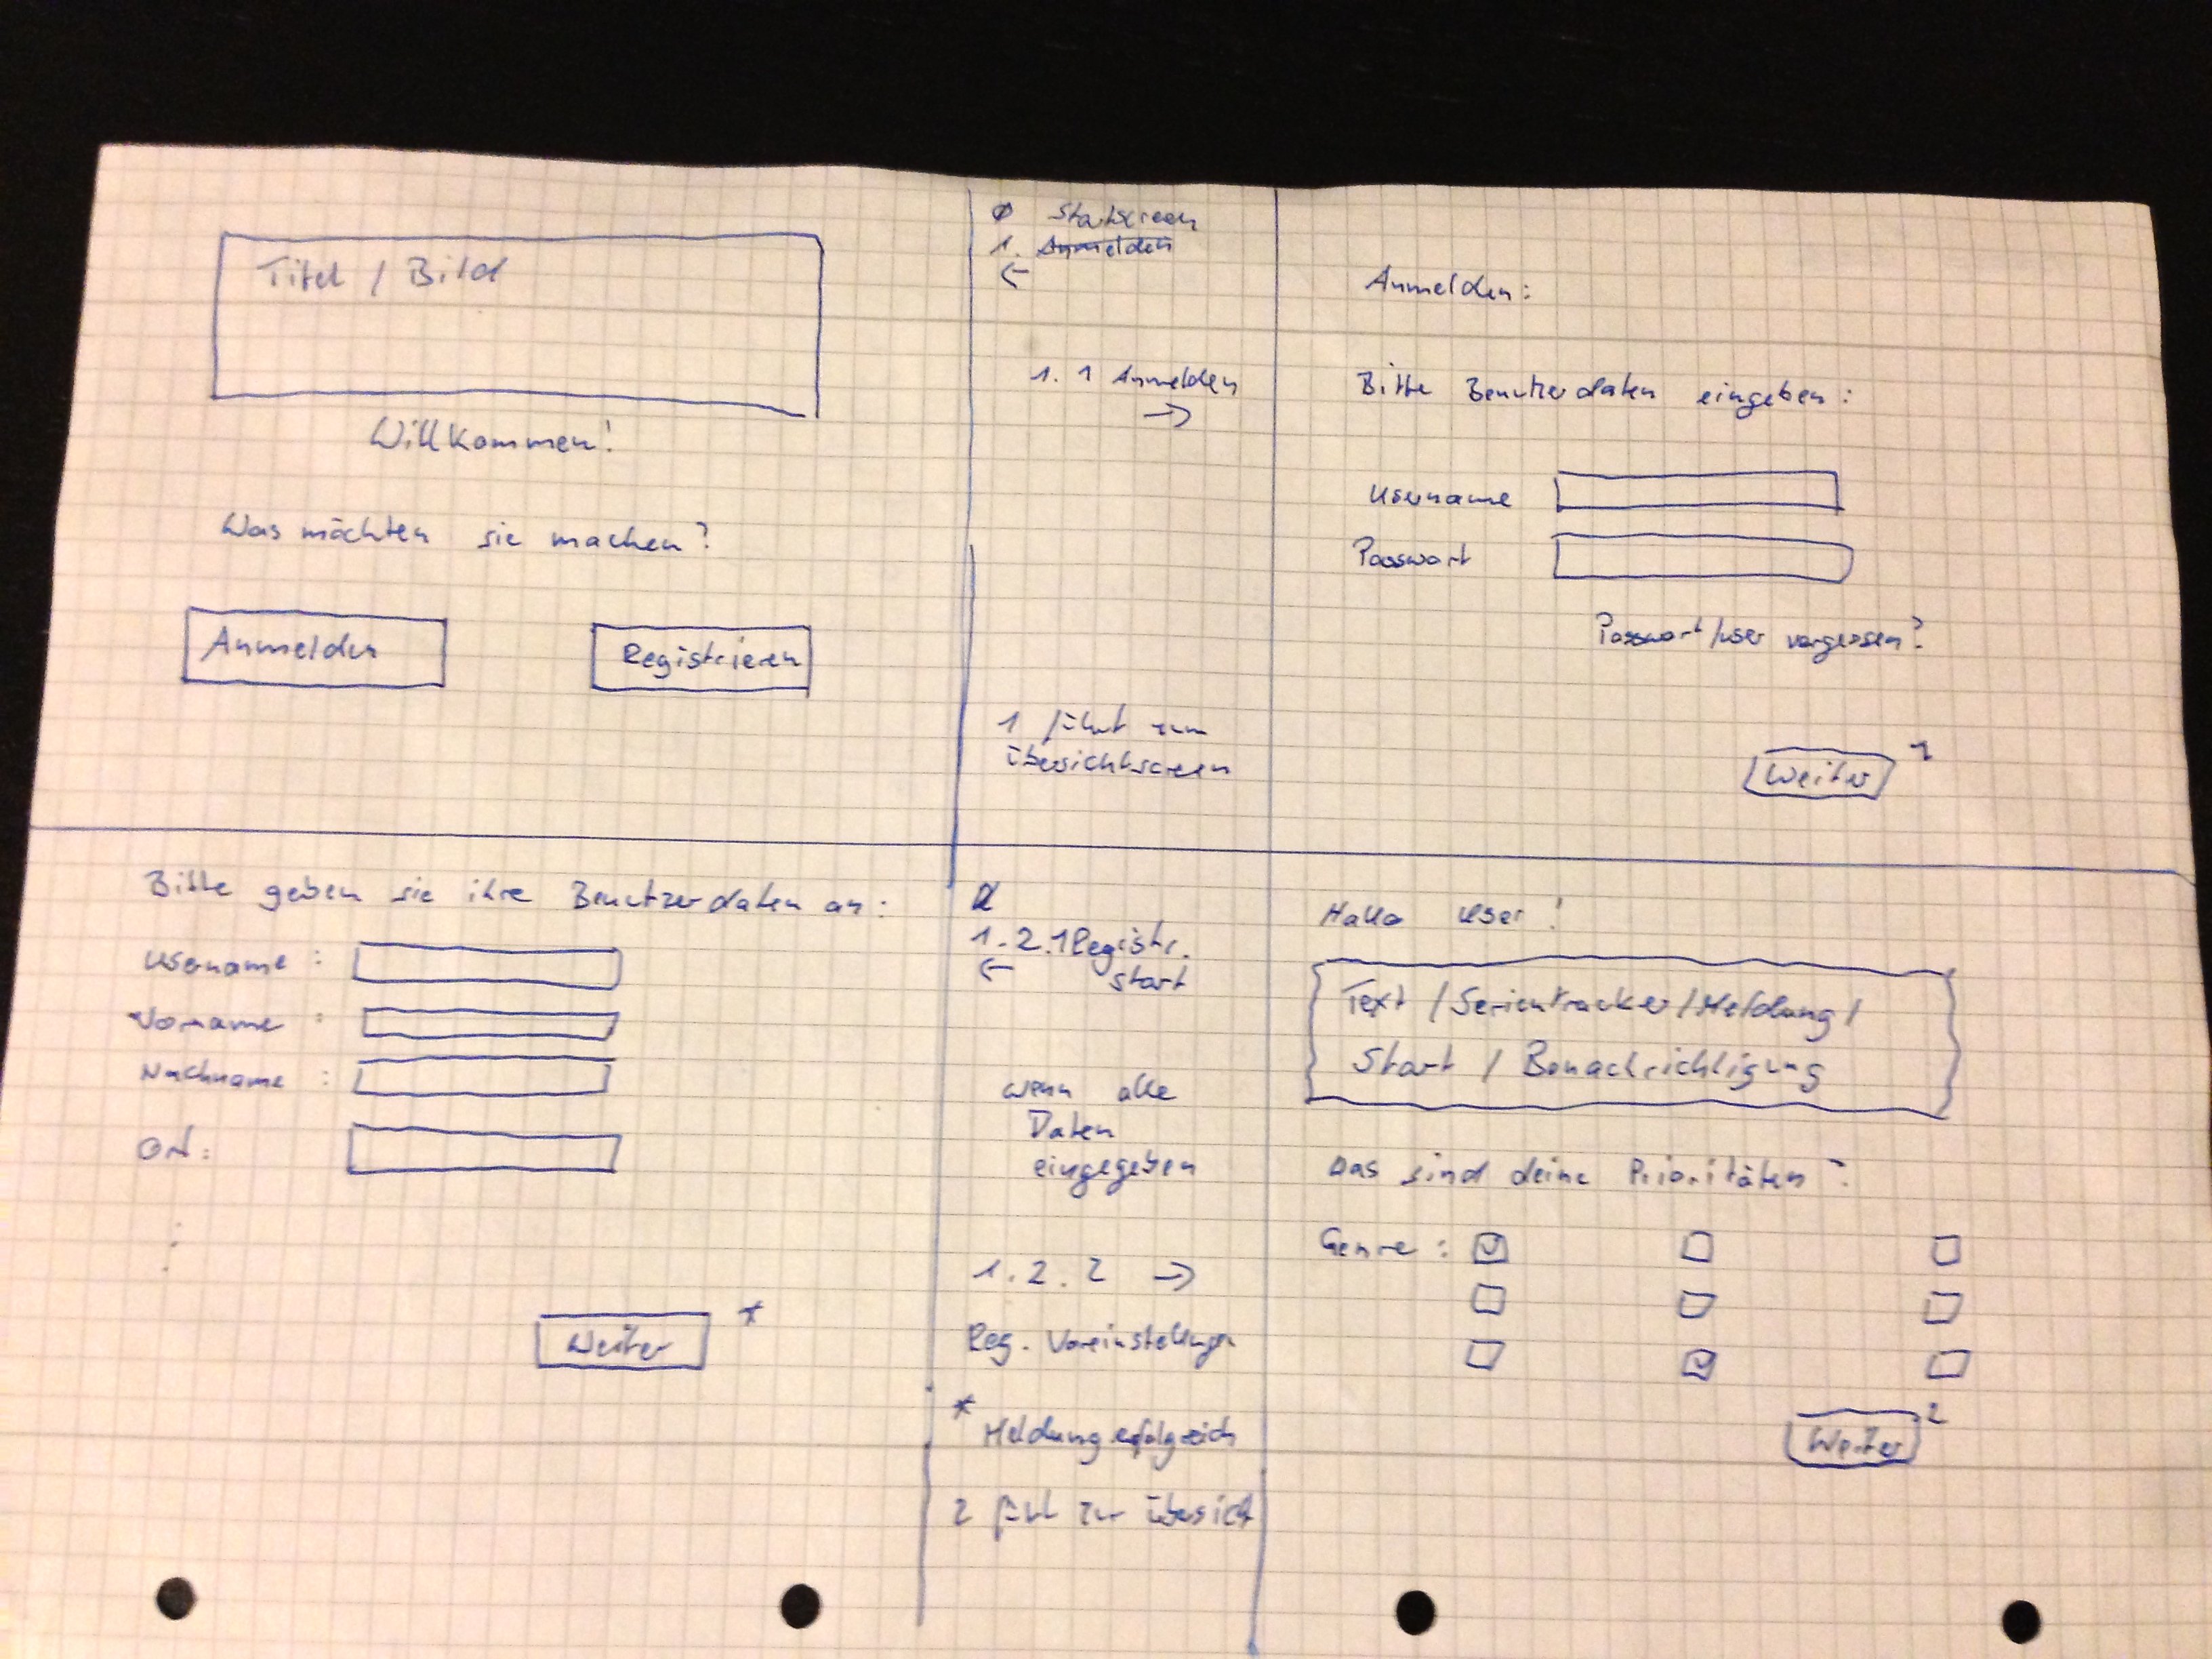 Titel / Bild
Willkommen!
Was möchten sie machen?
Anmelden
Registrieren
Ø Startscreen
1. Anmelden
←
1.1 Anmelden
→
1 führt zum
übersichtscreen
Anmelden:
Bitte Benutzerdaten eingeben:
Username
Passwort
Passwort/user vergessen?
Weiter 1
Bitte geben sie ihre Benutzerdaten an:
Username :
Vorname :
Nachname :
Ort:
Weiter *
1.2.1 Registr.
← Start
wenn alle
Daten
eingegeben
1.2.2 →
Reg. Voreinstellungen
* Meldung erfolgreich
2 führt zur übersicht
Hallo User!
Text / Serientracker / Meldung /
Start / Benachrichtigung
Das sind deine Prioritäten?
Genre :
Weiter 2